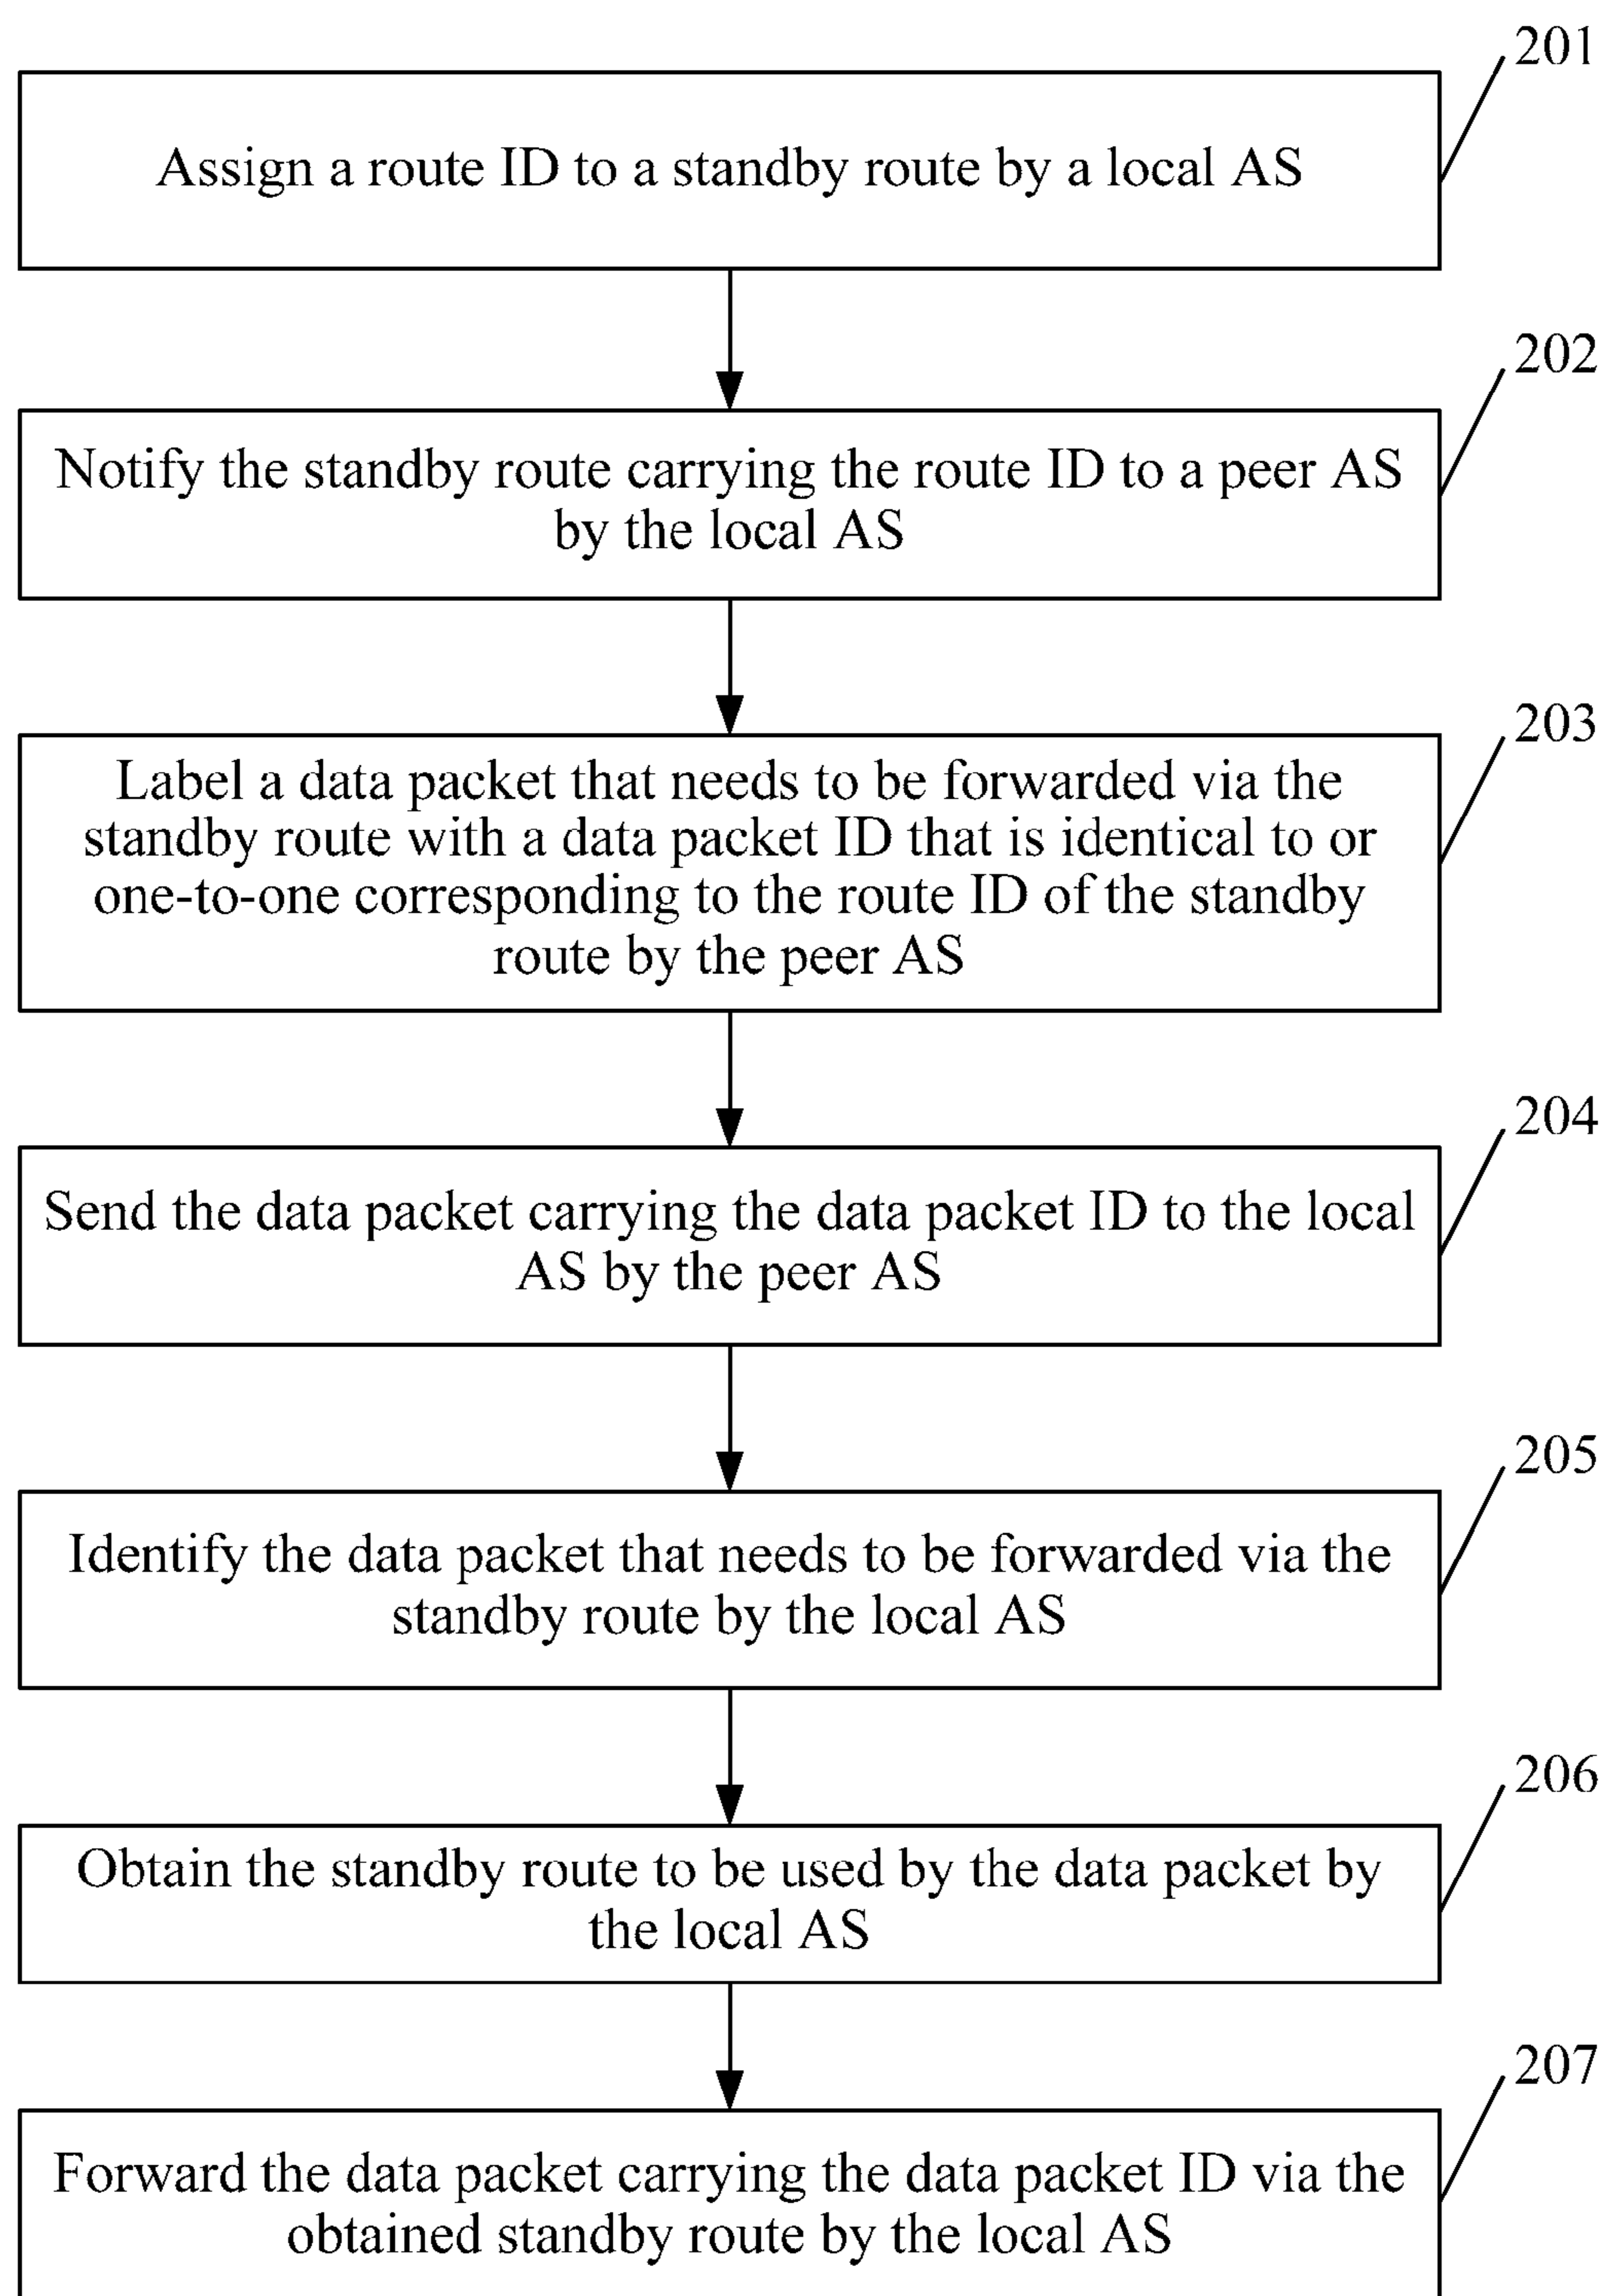 201
Assign a route ID to a standby route by a local AS
202
Notify the standby route carrying the route ID to a peer AS
by the local AS
203
Label a data packet that needs to be forwarded via the
standby route with a data packet ID that is identical to or
one-to-one corresponding to the route ID of the standby
route by the peer AS
204
Send the data packet carrying the data packet ID to the local
AS by the peer AS
205
Identify the data packet that needs to be forwarded via the
standby route by the local AS
206
Obtain the standby route to be used by the data packet by
the local AS
207
Forward the data packet carrying the data packet ID via the
obtained standby route by the local AS